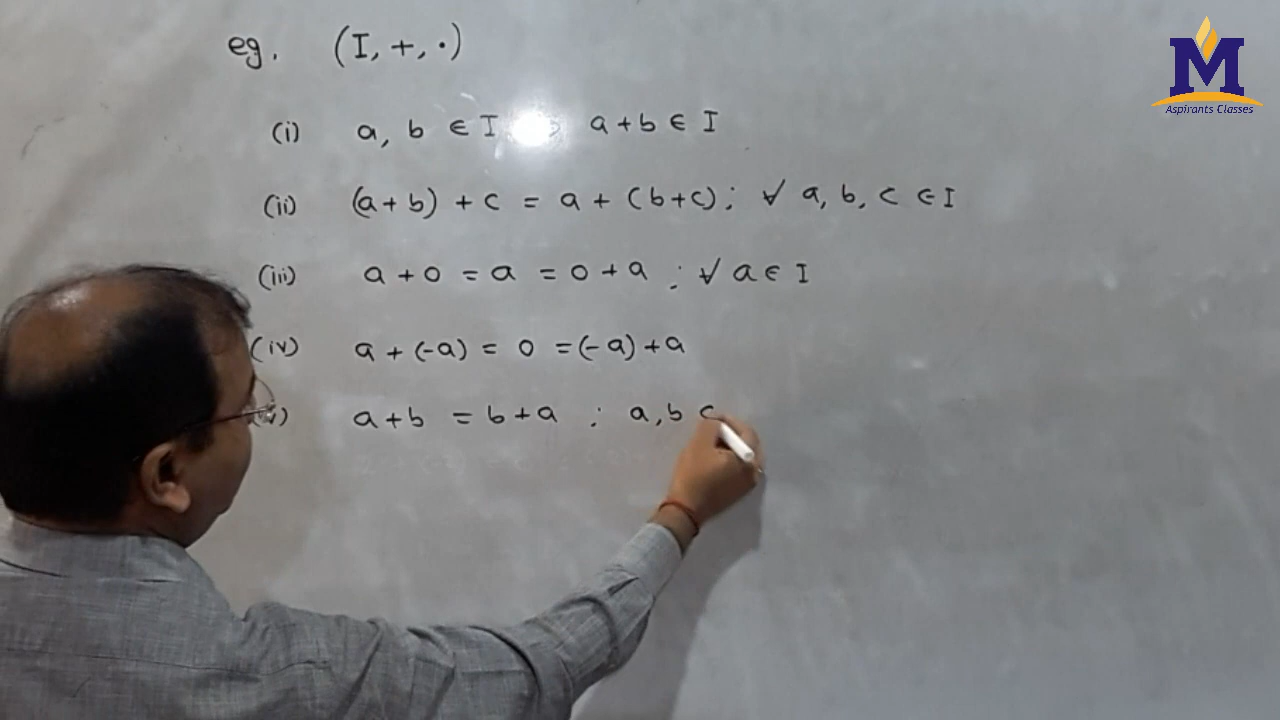 eg. (I, +, ·)
(i) a, b ∈ I a + b ∈ I
(ii) (a + b) + c = a + (b + c) ; ∀ a, b, c ∈ I
(iii) a + 0 = a = 0 + a ; ∀ a ∈ I
(iv) a + (-a) = 0 = (-a) + a
(v) a + b = b + a ; a, b ∈
M
Aspirants Classes